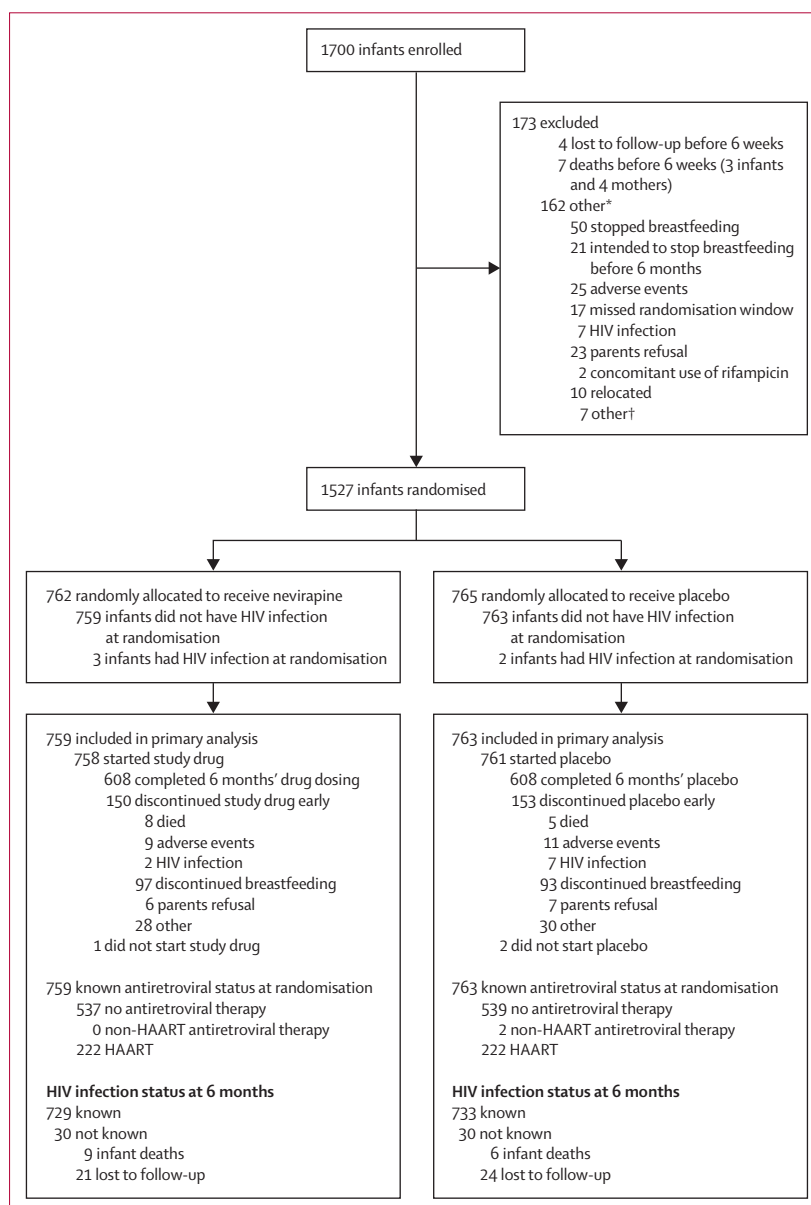 1700 infants enrolled
173 excluded
4 lost to follow-up before 6 weeks
7 deaths before 6 weeks (3 infants
and 4 mothers)
162 other*
50 stopped breastfeeding
21 intended to stop breastfeeding
before 6 months
25 adverse events
17 missed randomisation window
7 HIV infection
23 parents refusal
2 concomitant use of rifampicin
10 relocated
7 other†
1527 infants randomised
762 randomly allocated to receive nevirapine
759 infants did not have HIV infection
at randomisation
3 infants had HIV infection at randomisation
765 randomly allocated to receive placebo
763 infants did not have HIV infection
at randomisation
2 infants had HIV infection at randomisation
759 included in primary analysis
758 started study drug
608 completed 6 months’ drug dosing
150 discontinued study drug early
8 died
9 adverse events
2 HIV infection
97 discontinued breastfeeding
6 parents refusal
28 other
1 did not start study drug
759 known antiretroviral status at randomisation
537 no antiretroviral therapy
0 non-HAART antiretroviral therapy
222 HAART
HIV infection status at 6 months
729 known
30 not known
9 infant deaths
21 lost to follow-up
763 included in primary analysis
761 started placebo
608 completed 6 months’ placebo
153 discontinued placebo early
5 died
11 adverse events
7 HIV infection
93 discontinued breastfeeding
7 parents refusal
30 other
2 did not start placebo
763 known antiretroviral status at randomisation
539 no antiretroviral therapy
2 non-HAART antiretroviral therapy
222 HAART
HIV infection status at 6 months
733 known
30 not known
6 infant deaths
24 lost to follow-up